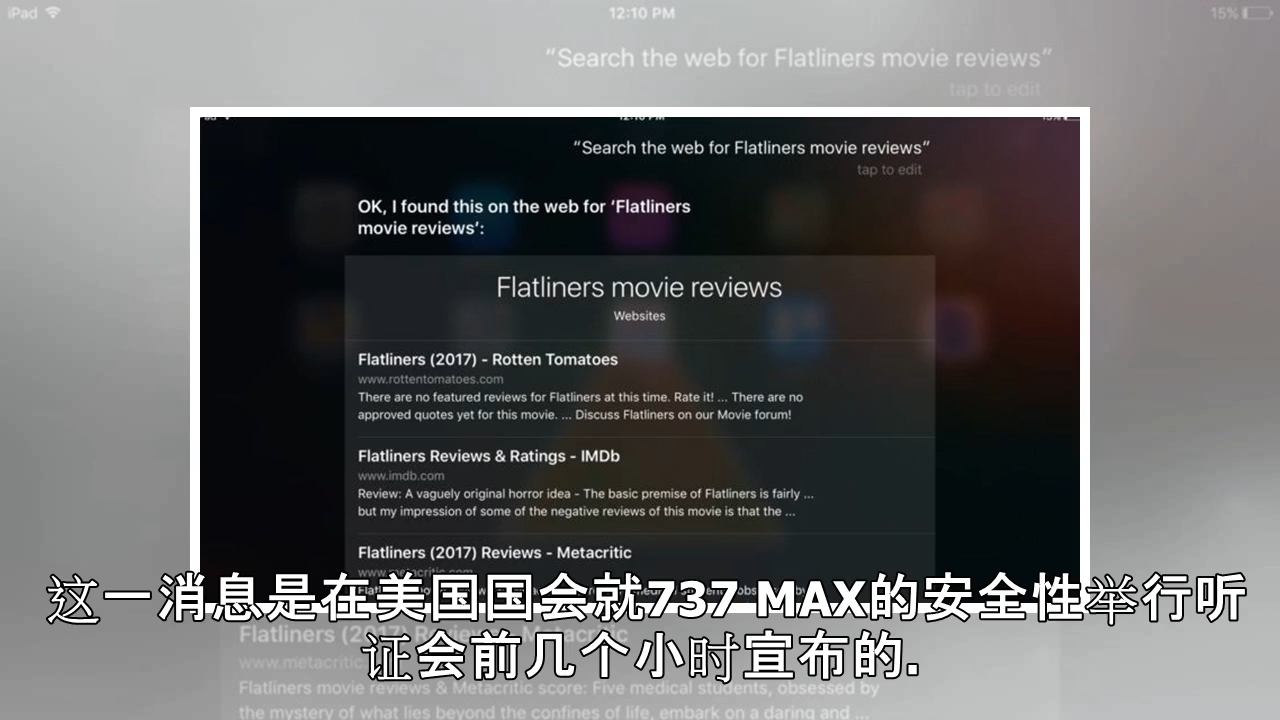 iPad
12:10 PM
15%
“Search the web for Flatliners movie reviews”
tap to edit
“Search the web for Flatliners movie reviews”
tap to edit
OK, I found this on the web for ‘Flatliners
movie reviews’:
Flatliners movie reviews
Websites
Flatliners (2017) - Rotten Tomatoes
www.rottentomatoes.com
There are no featured reviews for Flatliners at this time. Rate it! ... There are no
approved quotes yet for this movie. ... Discuss Flatliners on our Movie forum!
Flatliners Reviews & Ratings - IMDb
www.imdb.com
Review: A vaguely original horror idea - The basic premise of Flatliners is fairly ...
but my impression of some of the negative reviews of this movie is that the ...
Flatliners (2017) Reviews - Metacritic
www.metacritic.com
这一消息是在美国国会就737 MAX的安全性举行听
证会前几个小时宣布的.
Flatliners (2017) Reviews - Metacritic
www.metacritic
Flatliners movie reviews & Metacritic score: Five medical students, obsessed by
the mystery of what lies beyond the confines of life, embark on a daring and ...